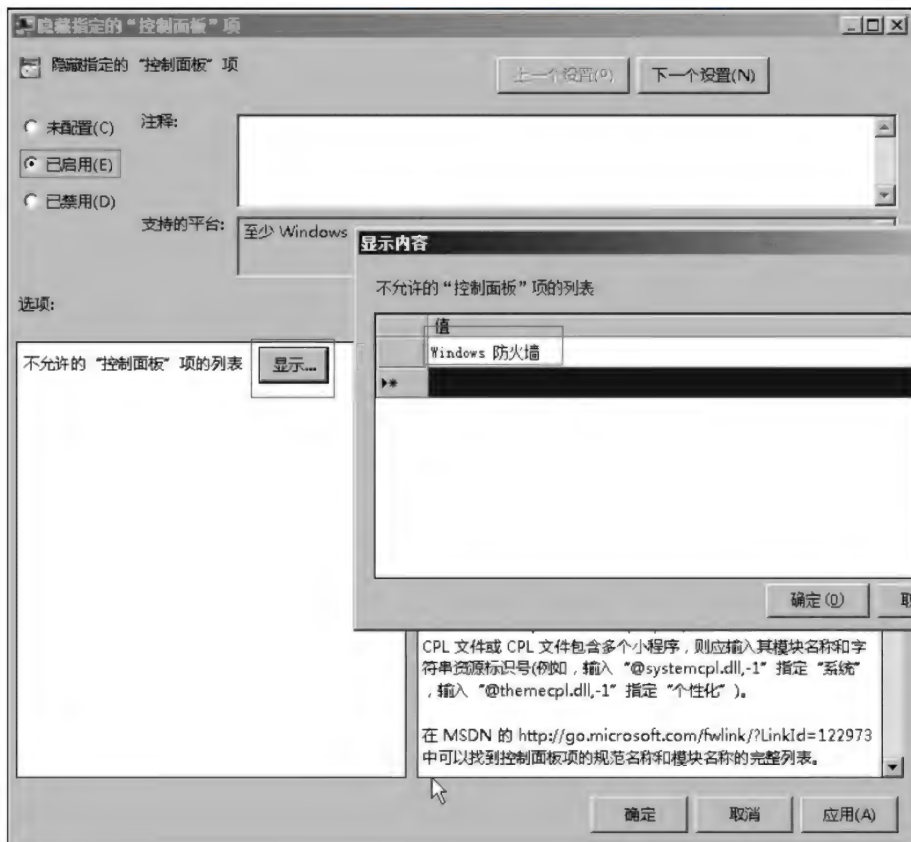 隐藏指定的“控制面板”项
隐藏指定的 “控制面板” 项
上一个设置(P)
下一个设置(N)
未配置(C)
注释:
已启用(E)
已禁用(D)
支持的平台:
至少 Windows
显示内容
不允许的“控制面板”项的列表
选项:
值
Windows 防火墙
不允许的 “控制面板” 项的列表
显示...
确定(O)
取
CPL 文件或 CPL 文件包含多个小程序，则应输入其模块名称和字
符串资源标识号(例如，输入 “@systemcpl.dll,-1” 指定 “系统”
，输入 “@themecpl.dll,-1” 指定 “个性化” )。
在 MSDN 的 http://go.microsoft.com/fwlink/?LinkId=122973
中可以找到控制面板项的规范名称和模块名称的完整列表。
确定
取消
应用(A)